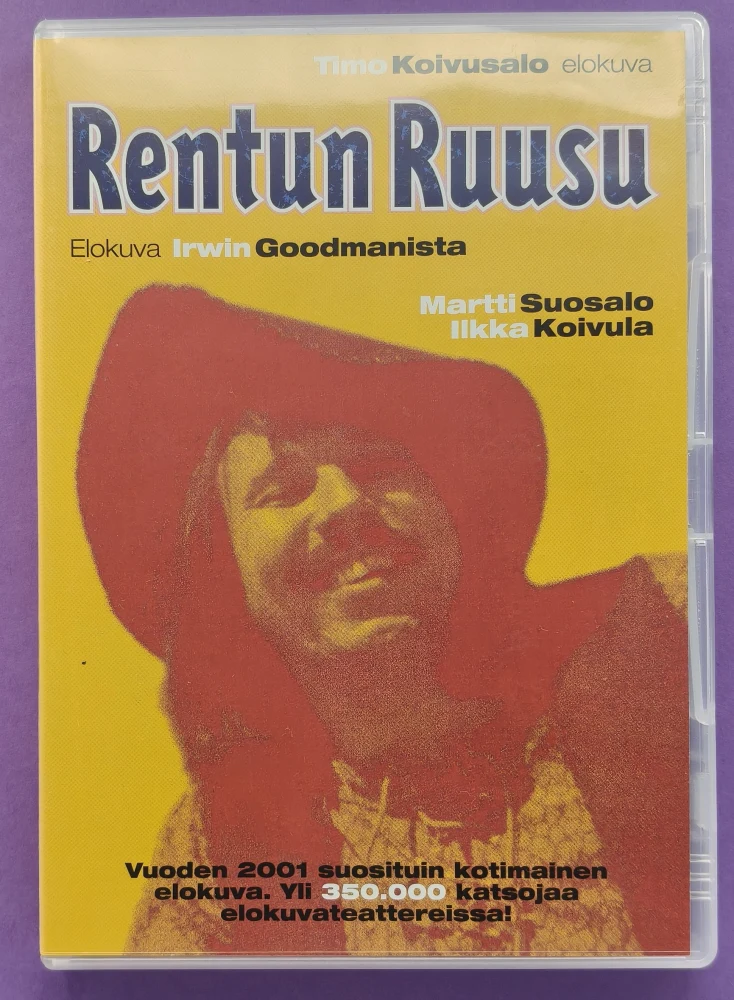 Timo Koivusalo elokuva
Rentun Ruusu
Elokuva Irwin Goodmanista
Martti Suosalo
Ilkka Koivula
Vuoden 2001 suosituin kotimainen
elokuva. Yli 350.000 katsojaa
elokuvateattereissa!